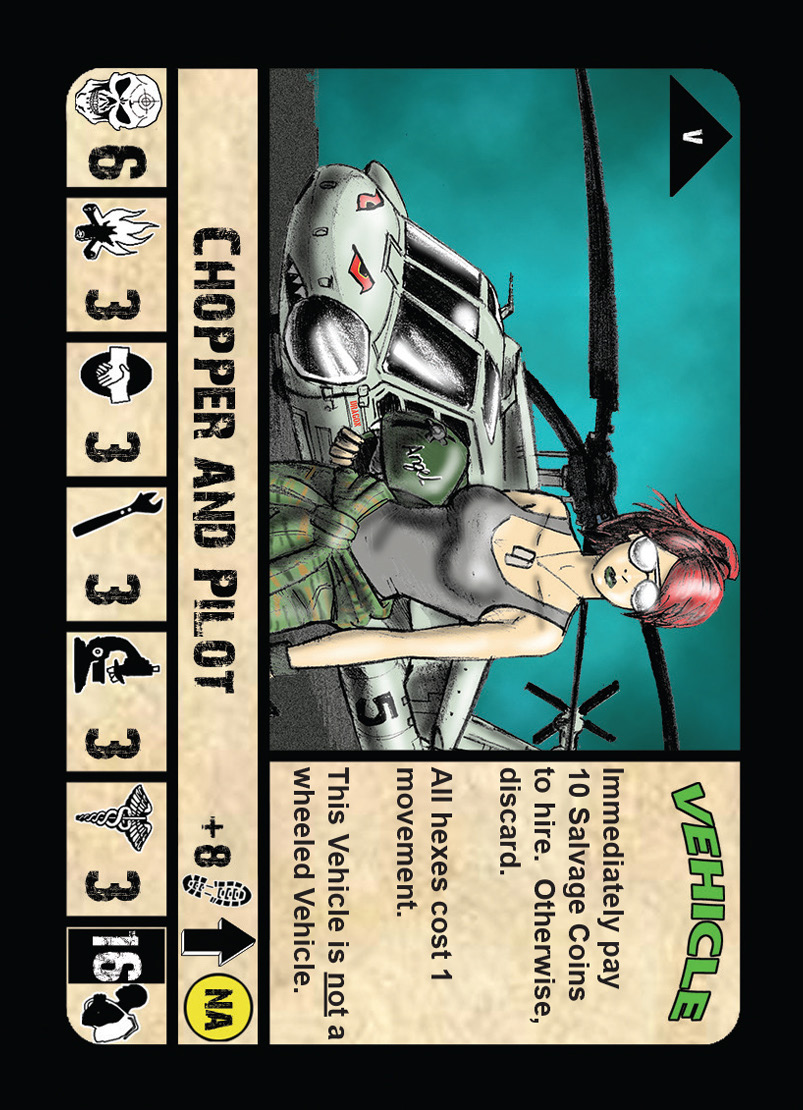 V
VEHICLE
Immediately pay
10 Salvage Coins
to hire.  Otherwise,
discard.
All hexes cost 1
movement.
This Vehicle is not a
wheeled Vehicle.
Angel
5
CHOPPER AND PILOT
+8
NA
6
3
3
3
3
3
16